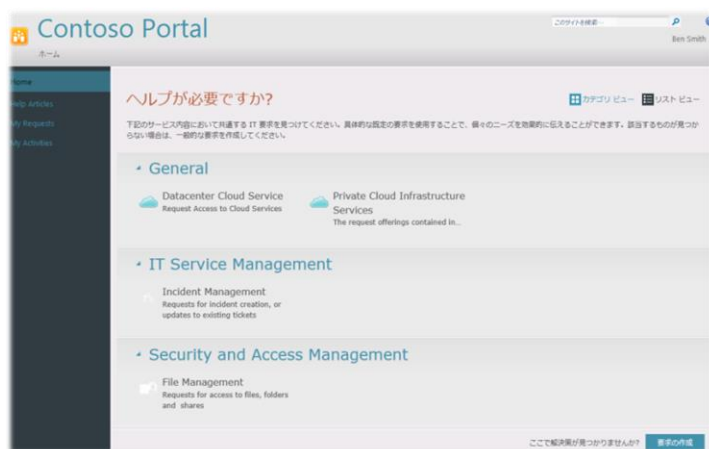 Contoso Portal
このサイトを検索...
Ben Smith
ホーム
Home
Help Articles
My Requests
My Activities
ヘルプが必要ですか?
カテゴリ ビュー
リスト ビュー
下記のサービス内容において共通する IT 要求を見つけてください。具体的な既定の要求を使用することで、個々のニーズを効果的に伝えることができます。該当するものが見つか
らない場合は、一般的な要求を作成してください。
General
Datacenter Cloud Service
Request Access to Cloud Services
Private Cloud Infrastructure
Services
The request offerings contained in...
IT Service Management
Incident Management
Requests for incident creation, or
updates to existing tickets
Security and Access Management
File Management
Requests for access to files, folders
and shares
ここで解決策が見つかりませんか?
要求の作成